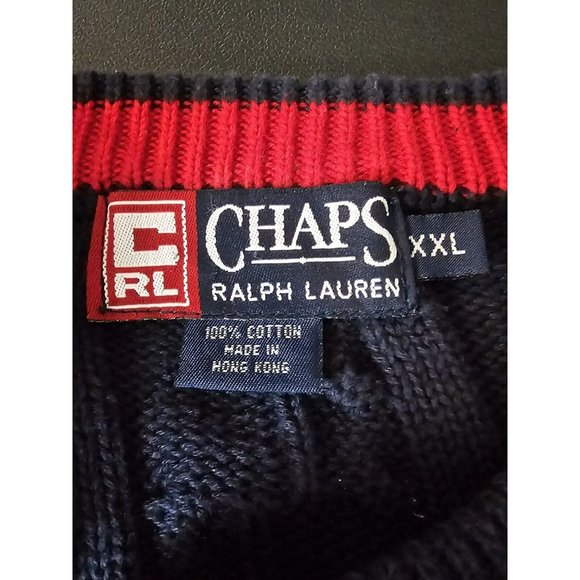 C
RL
CHAPS
RALPH LAUREN
XXL
100% COTTON
MADE IN
HONG KONG